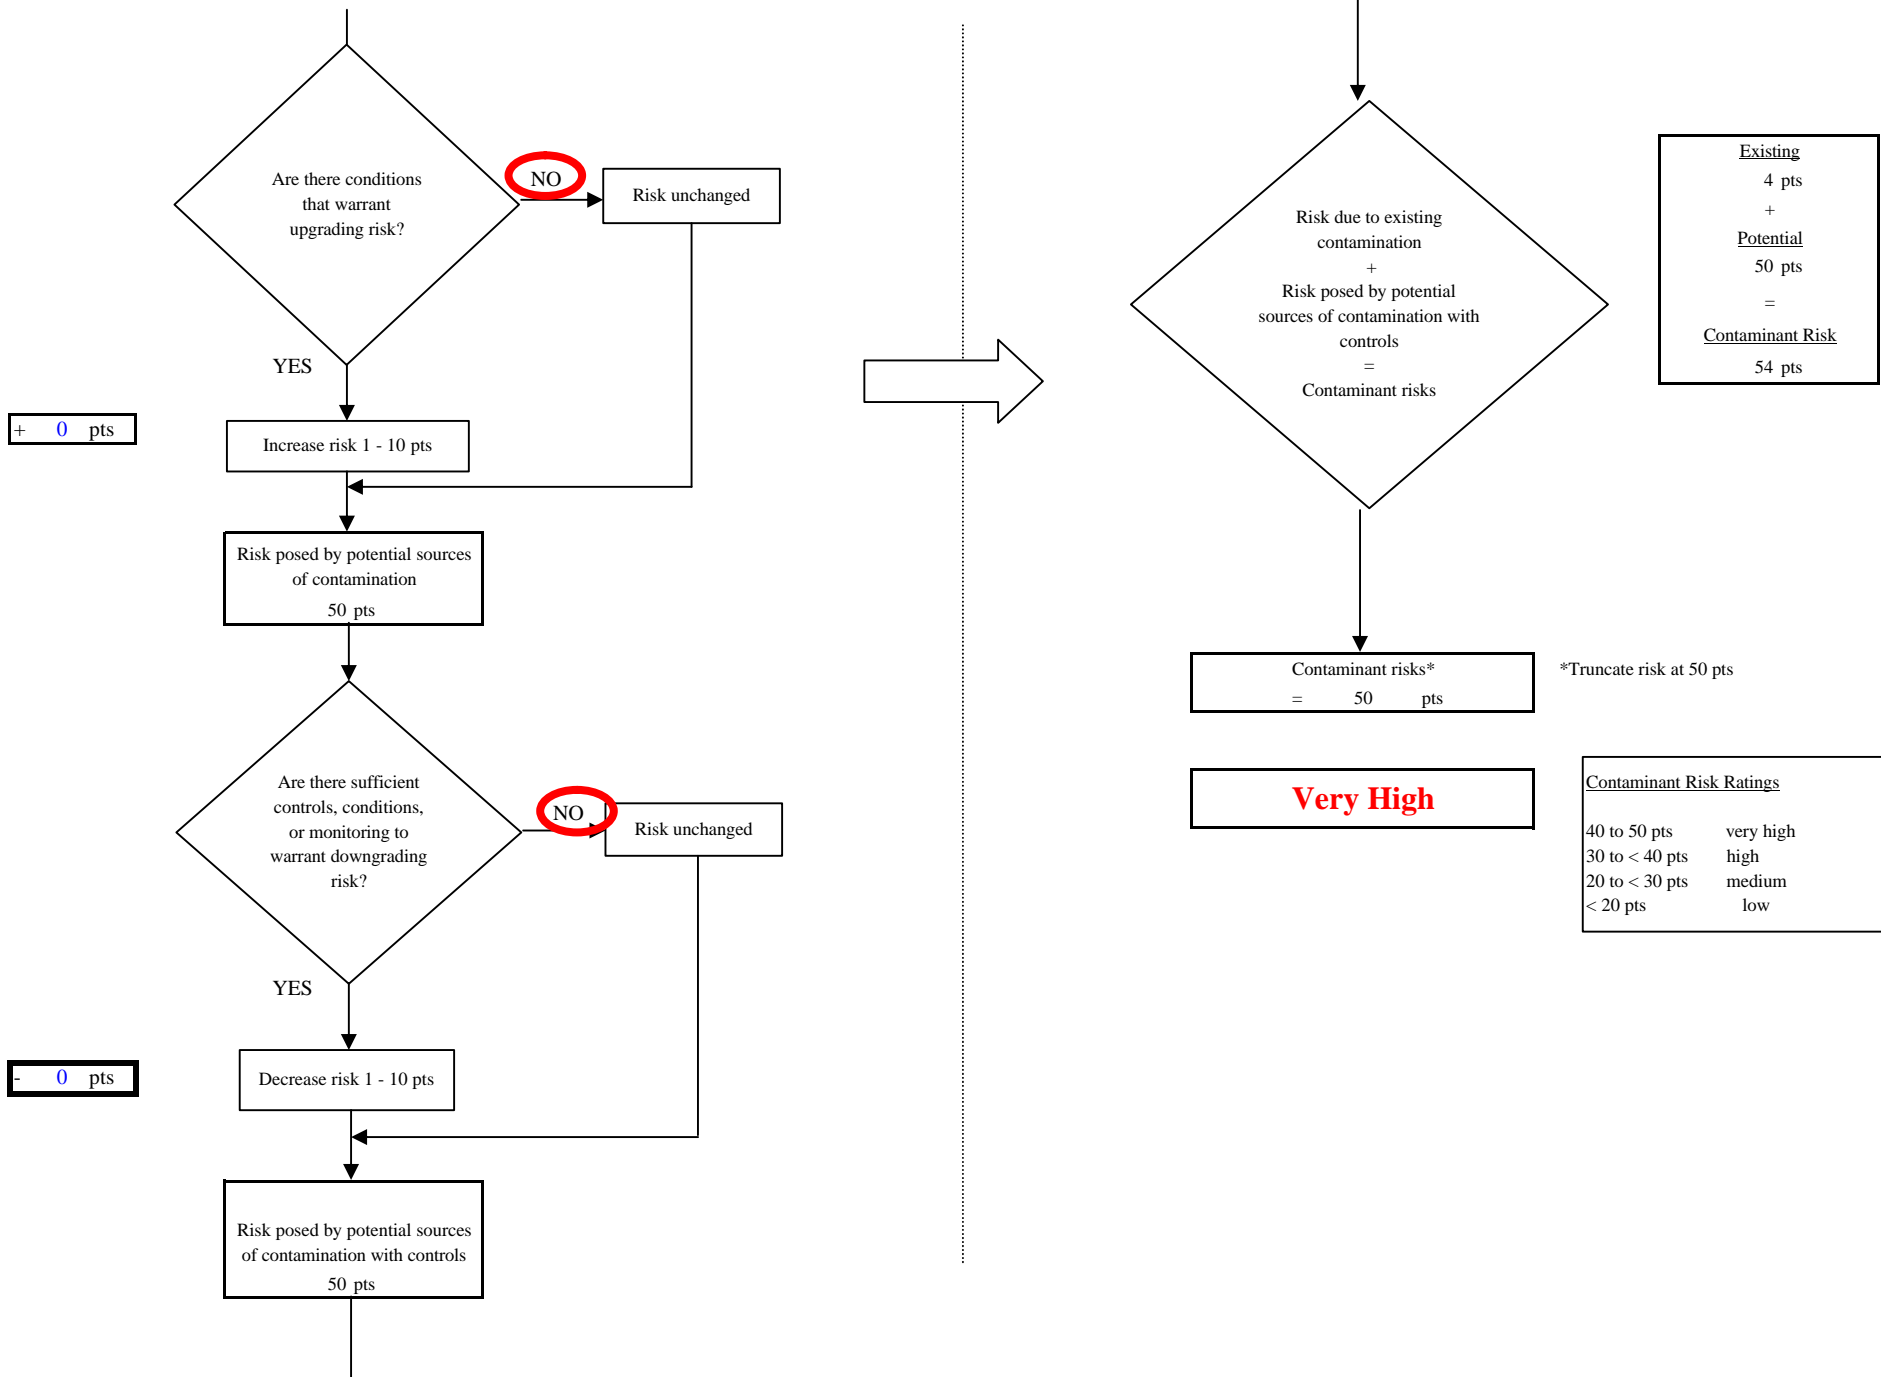 Are there conditions
that warrant
upgrading risk?
NO
Risk unchanged
YES
+ 0 pts
Increase risk 1 - 10 pts
Risk posed by potential sources
of contamination
50 pts
Are there sufficient
controls, conditions,
or monitoring to
warrant downgrading
risk?
NO
Risk unchanged
YES
- 0 pts
Decrease risk 1 - 10 pts
Risk posed by potential sources
of contamination with controls
50 pts
Risk due to existing
contamination
+
Risk posed by potential
sources of contamination with
controls
=
Contaminant risks
Existing
4 pts
+
Potential
50 pts
=
Contaminant Risk
54 pts
Contaminant risks*
= 50 pts
*Truncate risk at 50 pts
Very High
Contaminant Risk Ratings
40 to 50 pts very high
30 to < 40 pts high
20 to < 30 pts medium
< 20 pts low